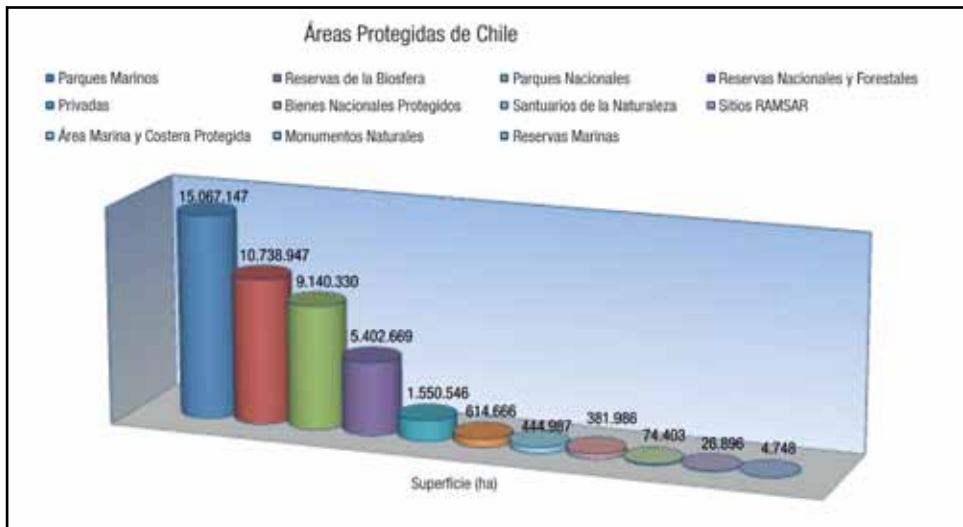 Áreas Protegidas de Chile
Parques Marinos Reservas de la Biosfera Parques Nacionales Reservas Nacionales y Forestales
Privadas Bienes Nacionales Protegidos Santuarios de la Naturaleza Sitios RAMSAR
Área Marina y Costera Protegida Monumentos Naturales Reservas Marinas
15.067.147
10.738.947
9.140.330
5.402.669
1.550.546
614.666
444.987
381.986
74.403
26.896
4.748
Superficie (ha)